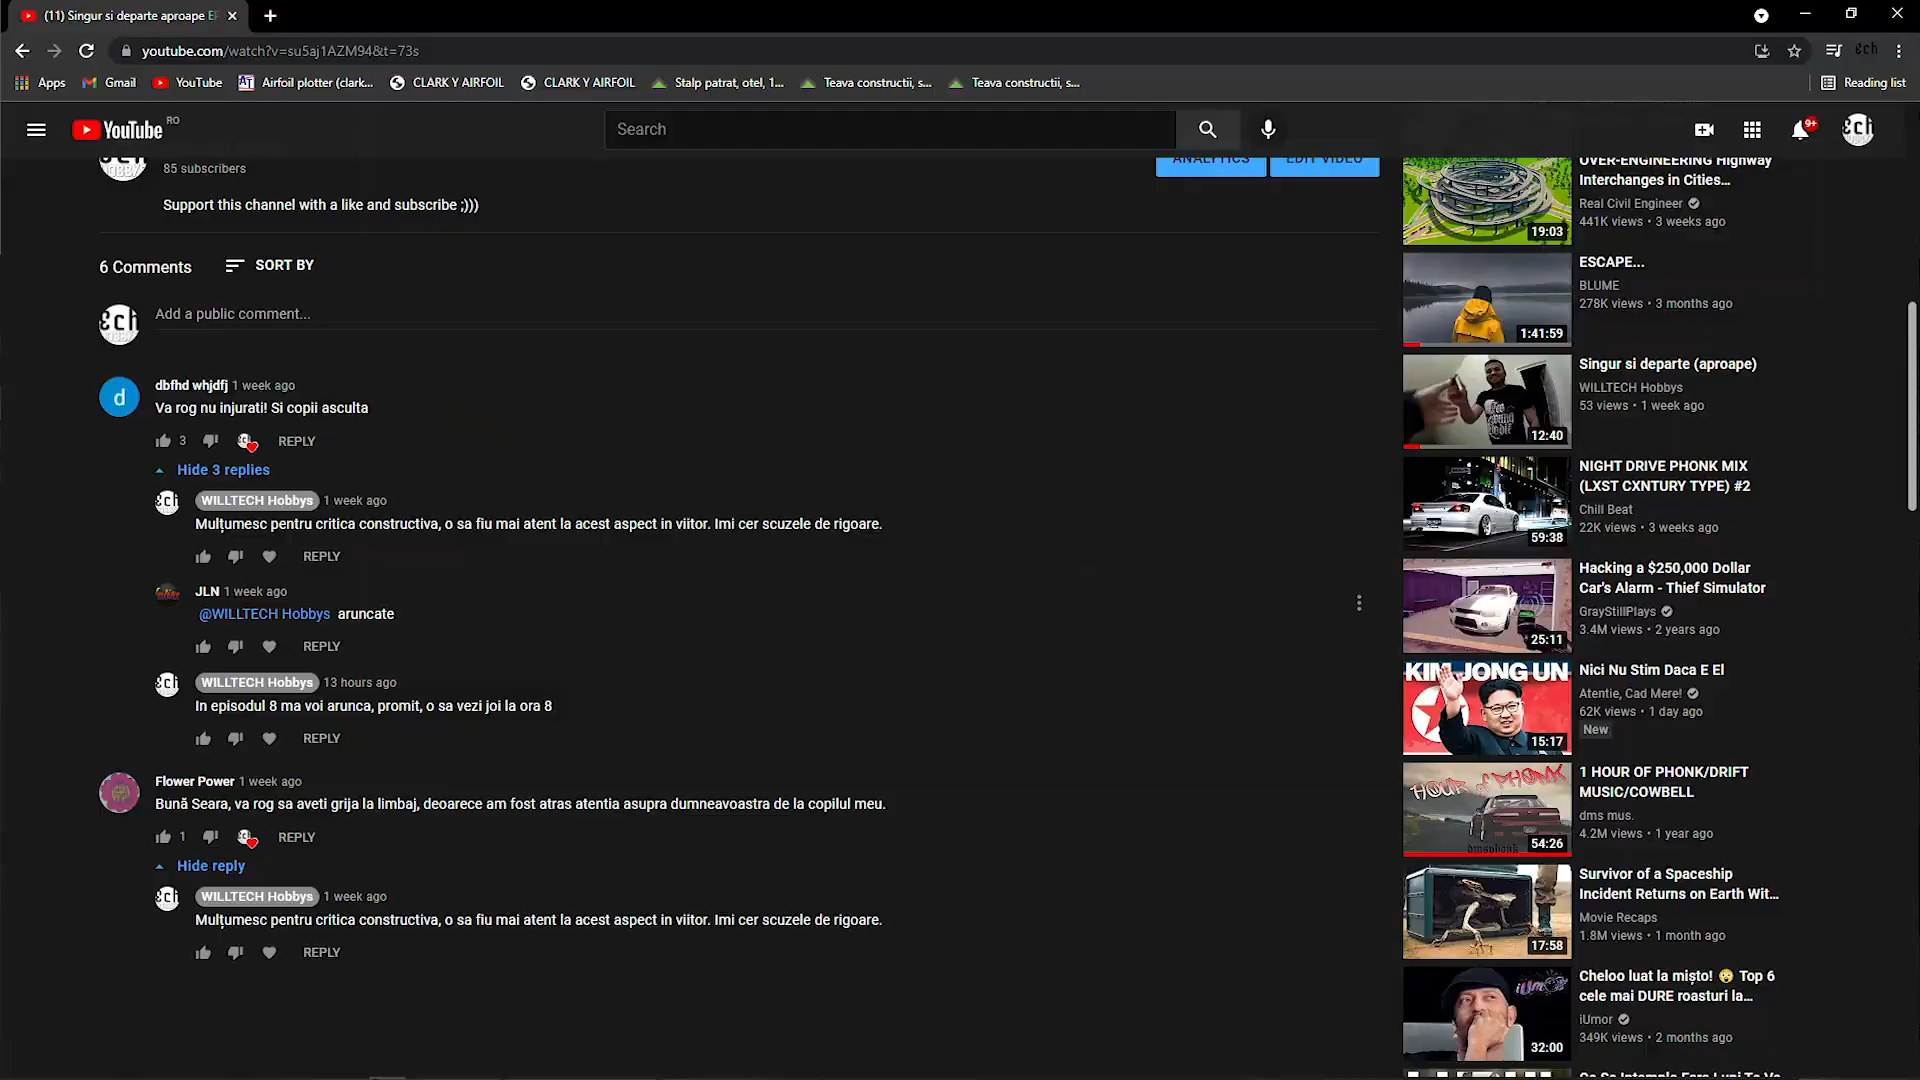 (11) Singur si departe aproape EP
youtube.com/watch?v=su5aj1AZM94&t=73s
Apps
Gmail
YouTube
Airfoil plotter (clark...
CLARK Y AIRFOIL
CLARK Y AIRFOIL
Stalp patrat, otel, 1...
Teava constructii, s...
Teava constructii, s...
Reading list
YouTube RO
Search
9+
85 subscribers
ANALYTICS
EDIT VIDEO
Support this channel with a like and subscribe ;)))
6 Comments
SORT BY
Add a public comment...
d
dbfhd whjdfj 1 week ago
Va rog nu injurati! Si copii asculta
3
REPLY
Hide 3 replies
WILLTECH Hobbys 1 week ago
Mulțumesc pentru critica constructiva, o sa fiu mai atent la acest aspect in viitor. Imi cer scuzele de rigoare.
REPLY
JLN 1 week ago
@WILLTECH Hobbys aruncate
REPLY
WILLTECH Hobbys 13 hours ago
In episodul 8 ma voi arunca, promit, o sa vezi joi la ora 8
REPLY
Flower Power 1 week ago
Bună Seara, va rog sa aveti grija la limbaj, deoarece am fost atras atentia asupra dumneavoastra de la copilul meu.
1
REPLY
Hide reply
WILLTECH Hobbys 1 week ago
Mulțumesc pentru critica constructiva, o sa fiu mai atent la acest aspect in viitor. Imi cer scuzele de rigoare.
REPLY
OVER-ENGINEERING Highway
Interchanges in Cities...
Real Civil Engineer
441K views • 3 weeks ago
19:03
ESCAPE...
BLUME
278K views • 3 months ago
1:41:59
Singur si departe (aproape)
WILLTECH Hobbys
53 views • 1 week ago
12:40
NIGHT DRIVE PHONK MIX
(LXST CXNTURY TYPE) #2
Chill Beat
22K views • 3 weeks ago
59:38
Hacking a $250,000 Dollar
Car's Alarm - Thief Simulator
GrayStillPlays
3.4M views • 2 years ago
25:11
KIM JONG UN
Nici Nu Stim Daca E El
Atentie, Cad Mere!
62K views • 1 day ago
New
15:17
HOUR of PHONK
1 HOUR OF PHONK/DRIFT
MUSIC/COWBELL
dms mus.
4.2M views • 1 year ago
dmsphonk
54:26
Survivor of a Spaceship
Incident Returns on Earth Wit...
Movie Recaps
1.8M views • 1 month ago
17:58
iUmor
Cheloo luat la mișto! 😳 Top 6
cele mai DURE roasturi la...
iUmor
349K views • 2 months ago
32:00